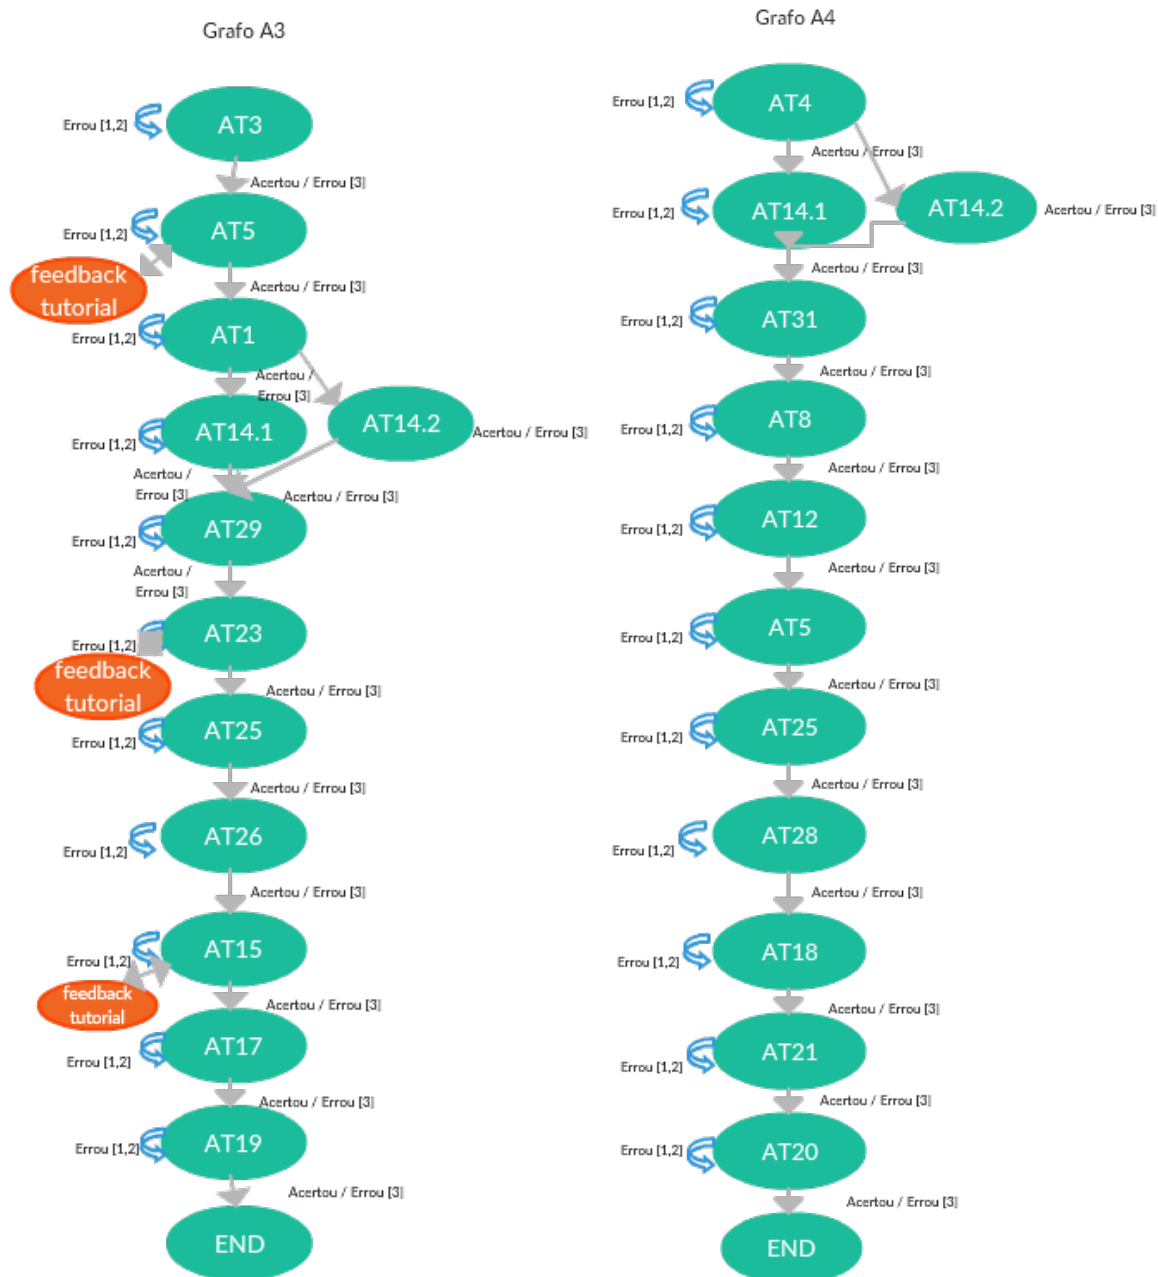 Grafo A3
Errou [1,2]
AT3
Acertou / Errou [3]
Errou [1,2]
AT5
feedback
tutorial
Acertou / Errou [3]
Errou [1,2]
AT1
Acertou /
Errou [3]
Errou [1,2]
AT14.1
AT14.2
Acertou / Errou [3]
Acertou /
Errou [3]
Acertou / Errou [3]
Errou [1,2]
AT29
Acertou /
Errou [3]
Errou [1,2]
AT23
feedback
tutorial
Acertou / Errou [3]
Errou [1,2]
AT25
Acertou / Errou [3]
Errou [1,2]
AT26
Acertou / Errou [3]
Errou [1,2]
AT15
feedback
tutorial
Acertou / Errou [3]
Errou [1,2]
AT17
Acertou / Errou [3]
Errou [1,2]
AT19
Acertou / Errou [3]
END
Grafo A4
Errou [1,2]
AT4
Acertou / Errou [3]
Errou [1,2]
AT14.1
AT14.2
Acertou / Errou [3]
Acertou / Errou [3]
Errou [1,2]
AT31
Acertou / Errou [3]
Errou [1,2]
AT8
Acertou / Errou [3]
Errou [1,2]
AT12
Acertou / Errou [3]
Errou [1,2]
AT5
Acertou / Errou [3]
Errou [1,2]
AT25
Acertou / Errou [3]
Errou [1,2]
AT28
Acertou / Errou [3]
Errou [1,2]
AT18
Acertou / Errou [3]
Errou [1,2]
AT21
Acertou / Errou [3]
Errou [1,2]
AT20
Acertou / Errou [3]
END